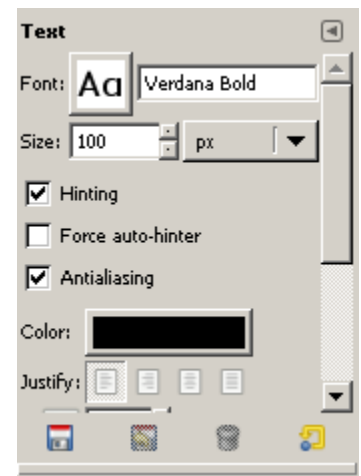 Text
Font: Aa Verdana Bold
Size: 100 px
Hinting
Force auto-hinter
Antialiasing
Color:
Justify: